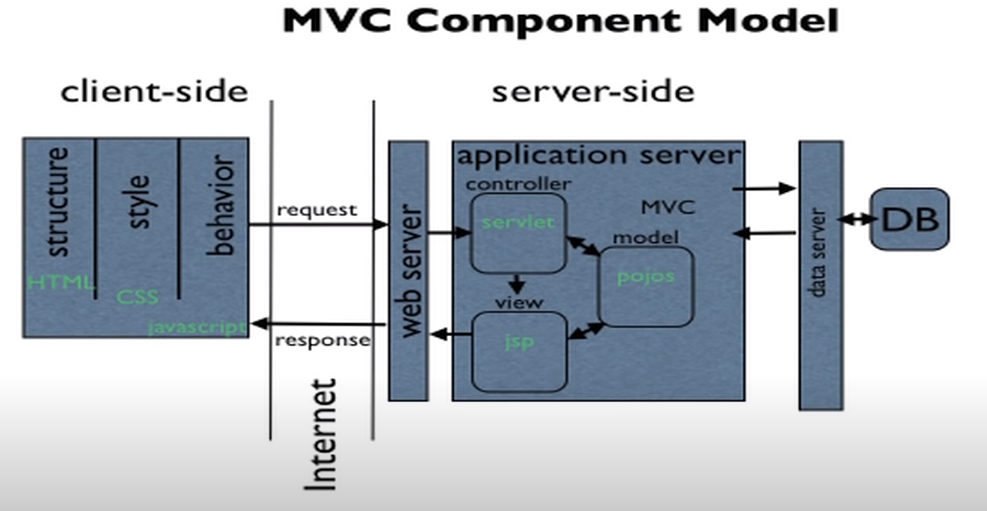 MVC Component Model
client-side
server-side
structure
style
behavior
HTML
CSS
javascript
request
response
Internet
web server
application server
controller
servlet
MVC
model
pojos
view
jsp
data server
DB